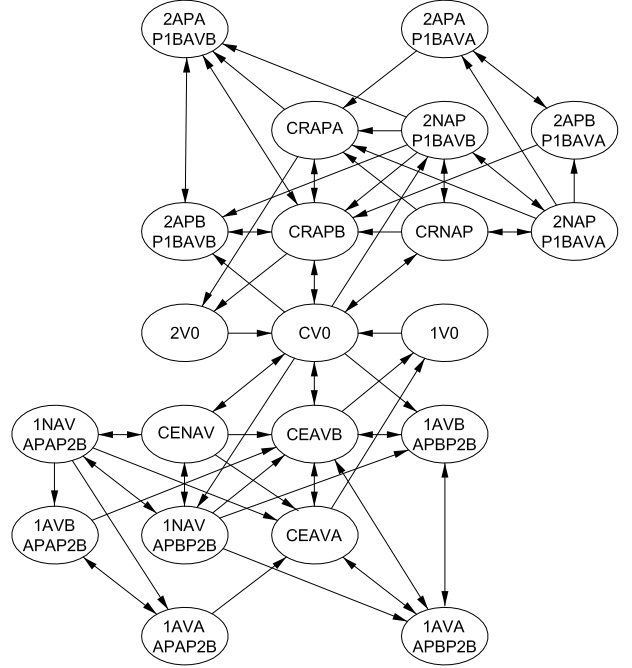 2APA
P1BAVB
2APA
P1BAVA
CRAPA
2NAP
P1BAVB
2APB
P1BAVA
2APB
P1BAVB
CRAPB
CRNAP
2NAP
P1BAVA
2V0
CV0
1V0
1NAV
APAP2B
CENAV
CEAVB
1AVB
APBP2B
1AVB
APAP2B
1NAV
APBP2B
CEAVA
1AVA
APAP2B
1AVA
APBP2B